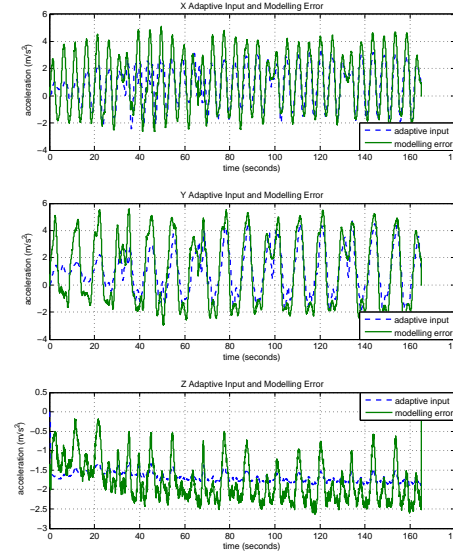 X Adaptive Input and Modelling Error
6
4
2
0
−2
−4
acceleration (m/s²)
0 20 40 60 80 100 120 140 160
time (seconds)
adaptive input
modelling error
Y Adaptive Input and Modelling Error
6
4
2
0
−2
−4
acceleration (m/s²)
0 20 40 60 80 100 120 140 160
time (seconds)
adaptive input
modelling error
Z Adaptive Input and Modelling Error
0.5
0
−0.5
−1
−1.5
−2
−2.5
−3
acceleration (m/s²)
0 20 40 60 80 100 120 140 160
time (seconds)
adaptive input
modelling error